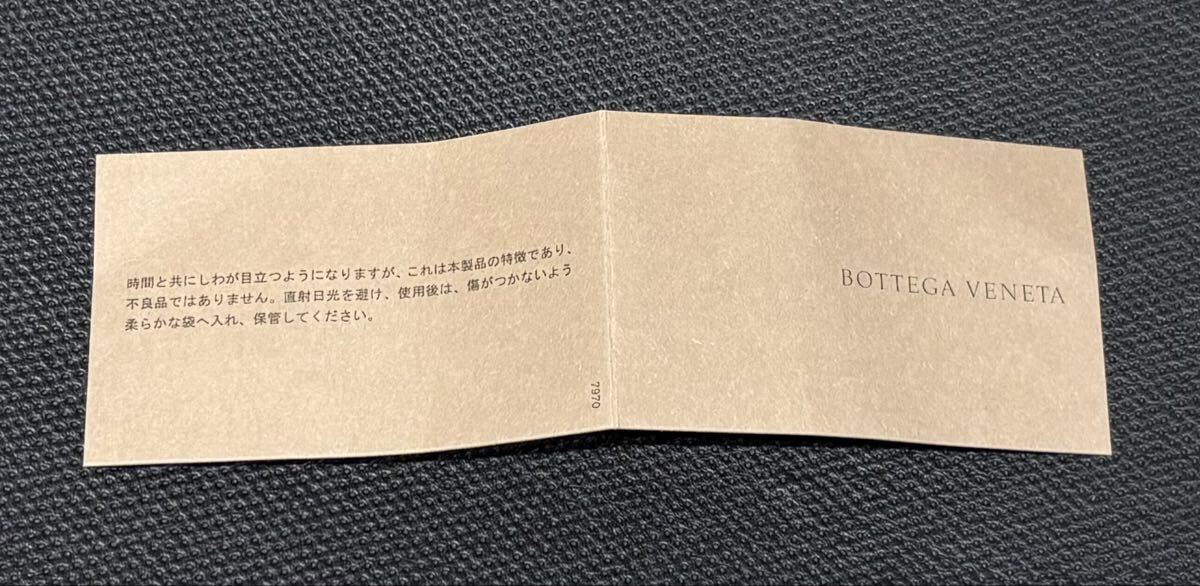 時間と共にしわが目立つようになりますが、これは本製品の特徴であり、
不良品ではありません。直射日光を避け、使用後は、傷がつかないよう
柔らかな袋へ入れ、保管してください。
7970
BOTTEGA VENETA